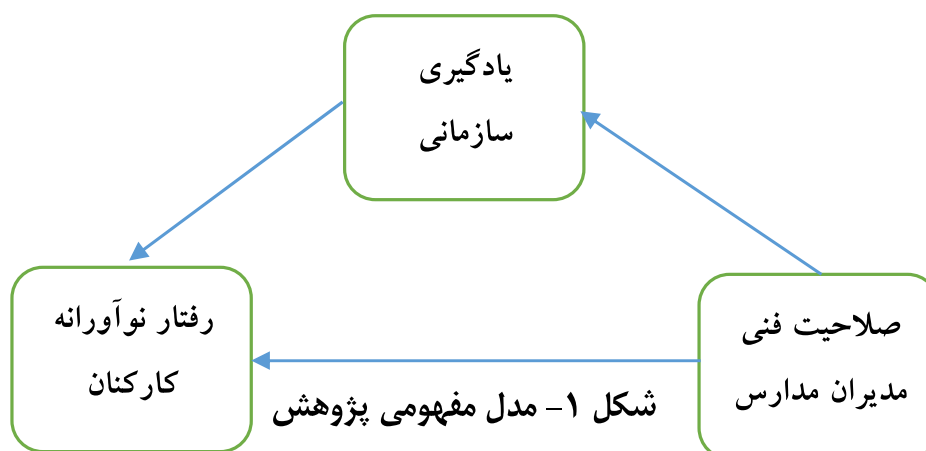 یادگیری
سازمانی
صلاحیت فنی
مدیران مدارس
رفتار نوآورانه
کارکنان
شکل ۱- مدل مفهومی پژوهش